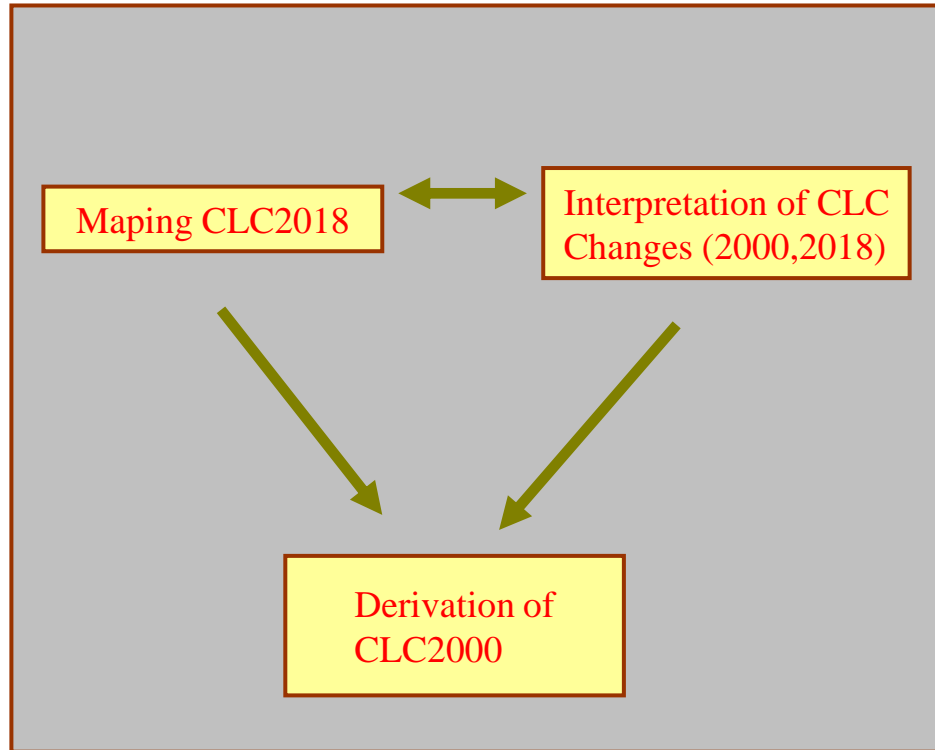 Maping CLC2018
Interpretation of CLC
Changes (2000,2018)
Derivation of
CLC2000